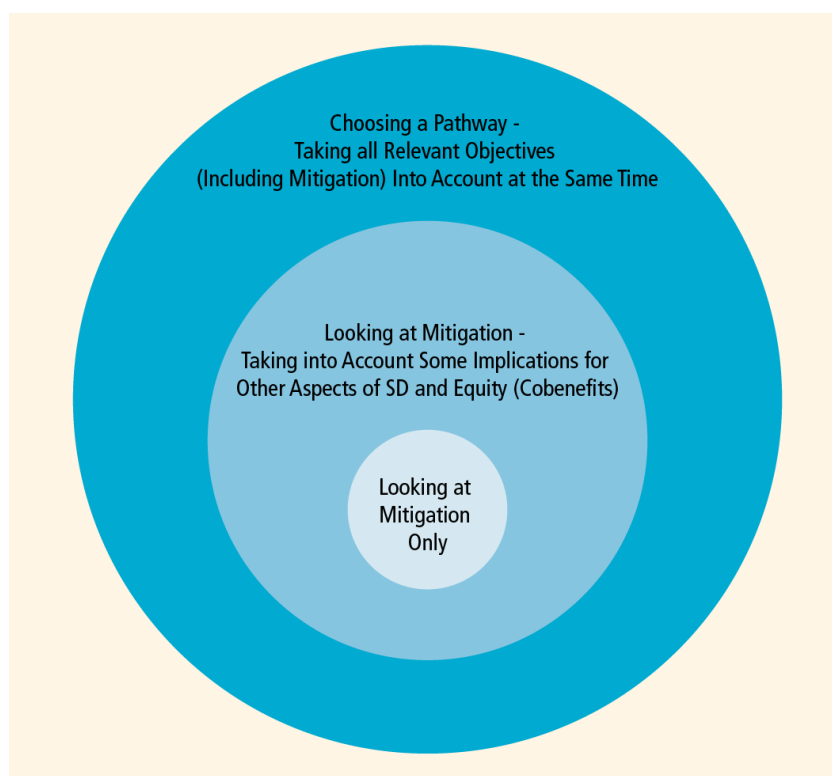 Choosing a Pathway -
Taking all Relevant Objectives
(Including Mitigation) Into Account at the Same Time
Looking at Mitigation -
Taking into Account Some Implications for
Other Aspects of SD and Equity (Cobenefits)
Looking at
Mitigation
Only